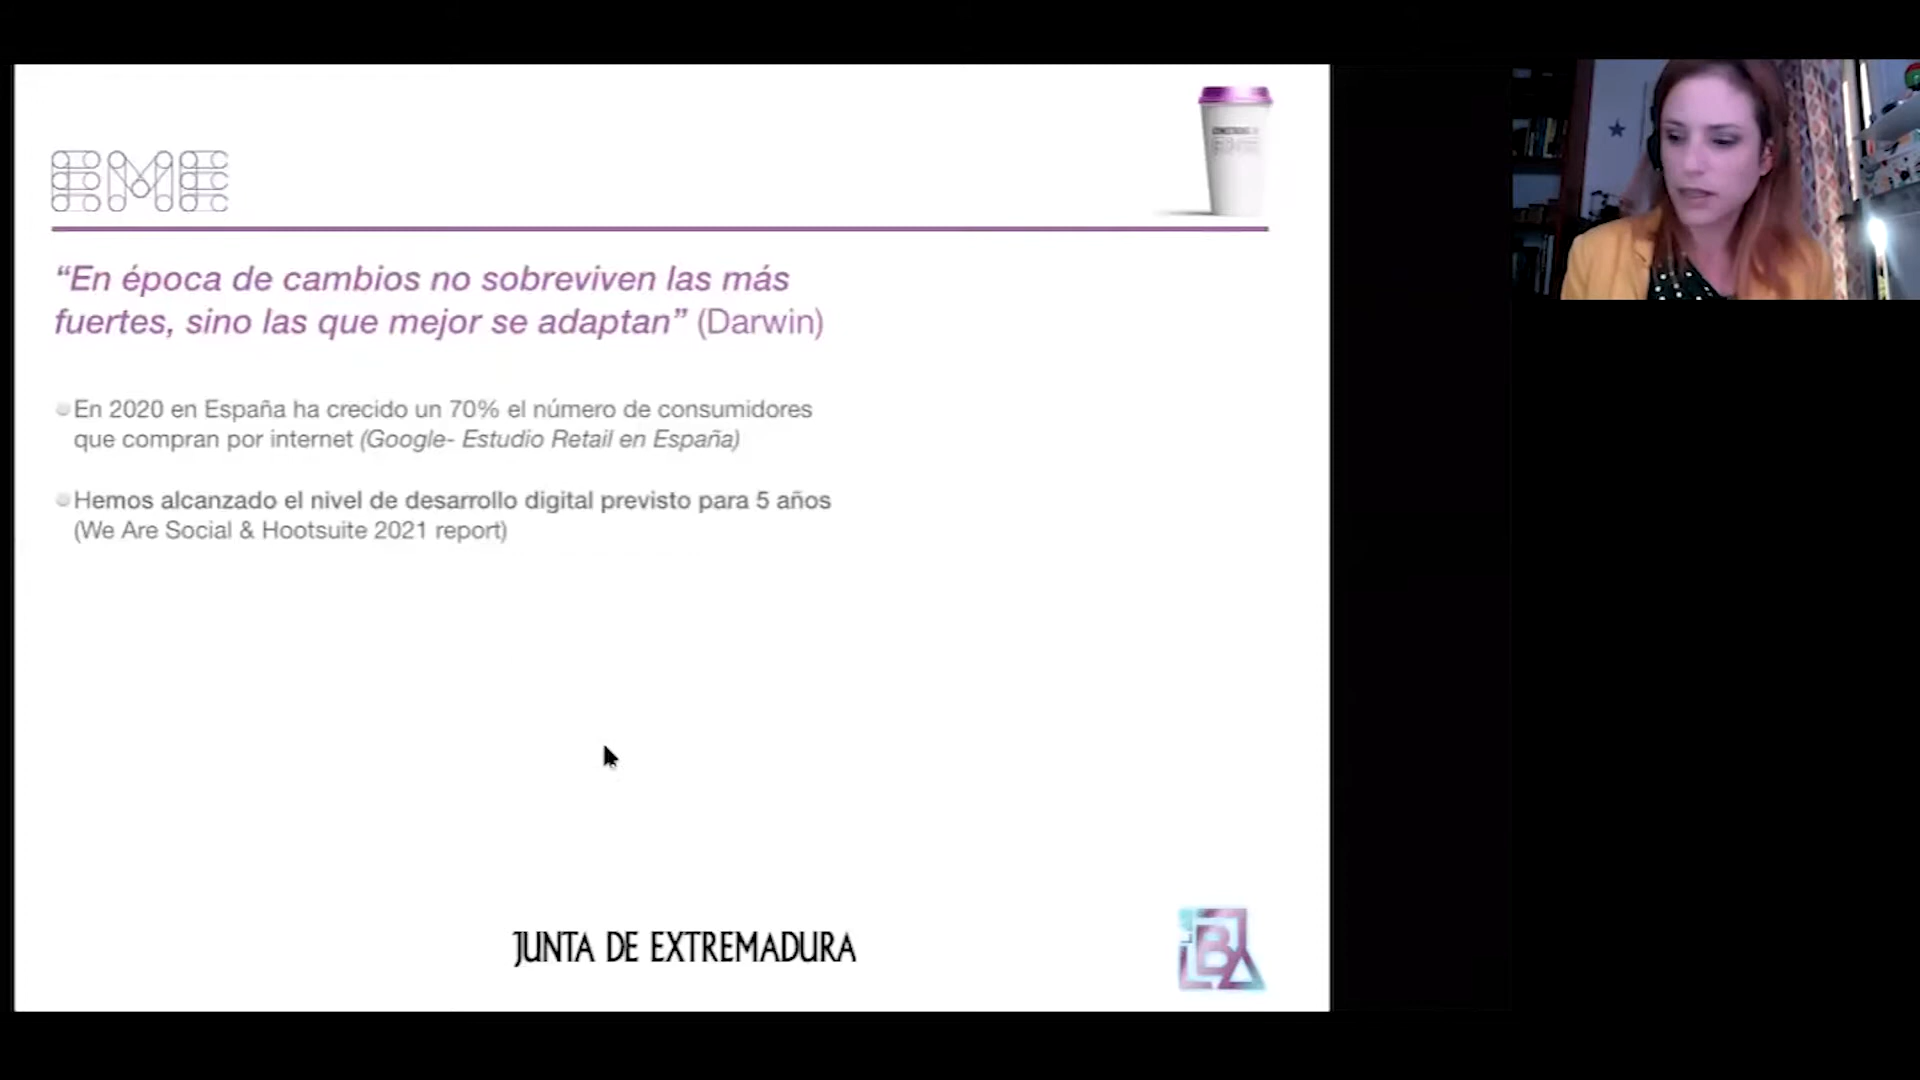 EME
“En época de cambios no sobreviven las más
fuertes, sino las que mejor se adaptan” (Darwin)
En 2020 en España ha crecido un 70% el número de consumidores
que compran por internet (Google- Estudio Retail en España)
Hemos alcanzado el nivel de desarrollo digital previsto para 5 años
(We Are Social & Hootsuite 2021 report)
JUNTA DE EXTREMADURA